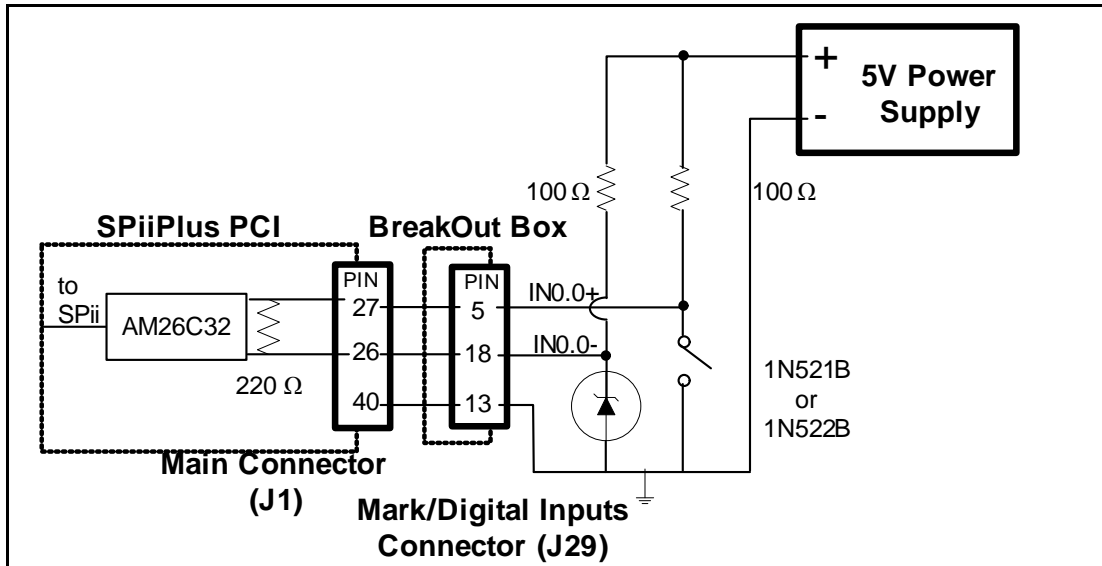 +
5V Power
Supply
-
100 Ω
100 Ω
SPiiPlus PCI
BreakOut Box
PIN
PIN
to
SPii
AM26C32
27
5
IN0.0+
26
18
IN0.0-
220 Ω
40
13
1N521B
or
1N522B
Main Connector
(J1)
Mark/Digital Inputs
Connector (J29)